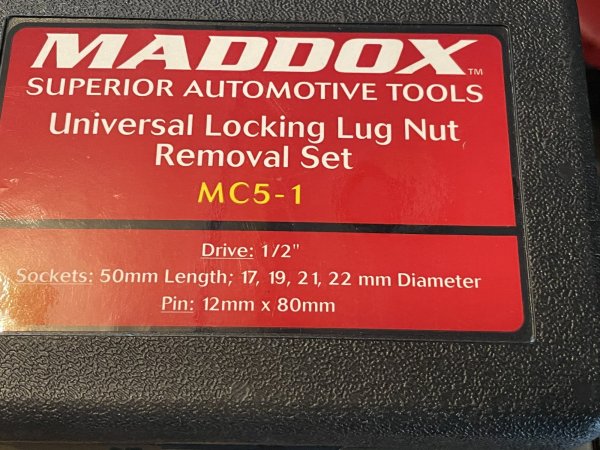 MADDOX™
SUPERIOR AUTOMOTIVE TOOLS
Universal Locking Lug Nut
Removal Set
MC5-1
Drive: 1/2"
Sockets: 50mm Length; 17, 19, 21, 22 mm Diameter
Pin: 12mm x 80mm